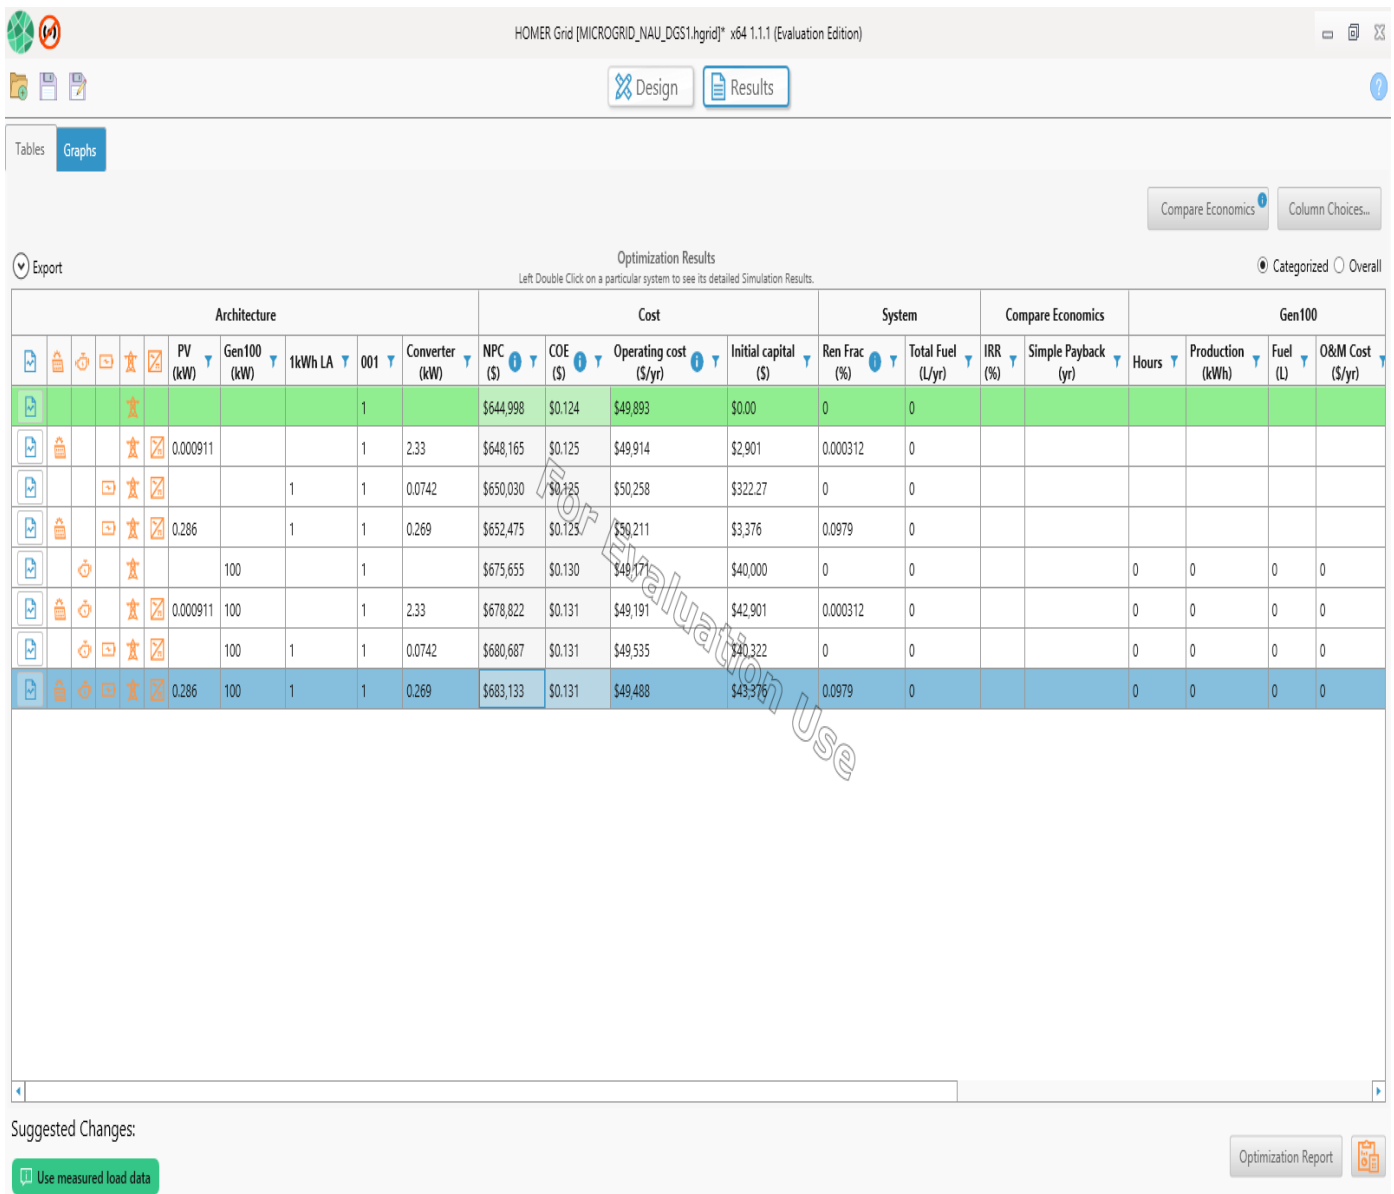 HOMER Grid [MICROGRID_NAU_DGS1.hgrid]* x64 1.1.1 (Evaluation Edition)
Design Results
Tables Graphs
Compare Economics Column Choices...
Export Optimization Results Categorized Overall
Left Double Click on a particular system to see its detailed Simulation Results.
Architecture Cost System Compare Economics Gen100
PV (kW) Gen100 (kW) 1kWh LA 001 Converter (kW) NPC ($) COE ($) Operating cost ($/yr) Initial capital ($) Ren Frac (%) Total Fuel (L/yr) IRR (%) Simple Payback (yr) Hours Production (kWh) Fuel (L) O&M Cost ($/yr)
1 $644,998 $0.124 $49,893 $0.00 0 0
0.000911 1 2.33 $648,165 $0.125 $49,914 $2,901 0.000312 0
1 1 0.0742 $650,030 $0.125 $50,258 $322.27 0 0
0.286 1 1 0.269 $652,475 $0.125 $50,211 $3,376 0.0979 0
100 1 $675,655 $0.130 $49,171 $40,000 0 0 0 0 0 0
0.000911 100 1 2.33 $678,822 $0.131 $49,191 $42,901 0.000312 0 0 0 0 0
100 1 1 0.0742 $680,687 $0.131 $49,535 $40,322 0 0 0 0 0 0
0.286 100 1 1 0.269 $683,133 $0.131 $49,488 $43,376 0.0979 0 0 0 0 0
For Evaluation Use
Suggested Changes:
Optimization Report
Use measured load data